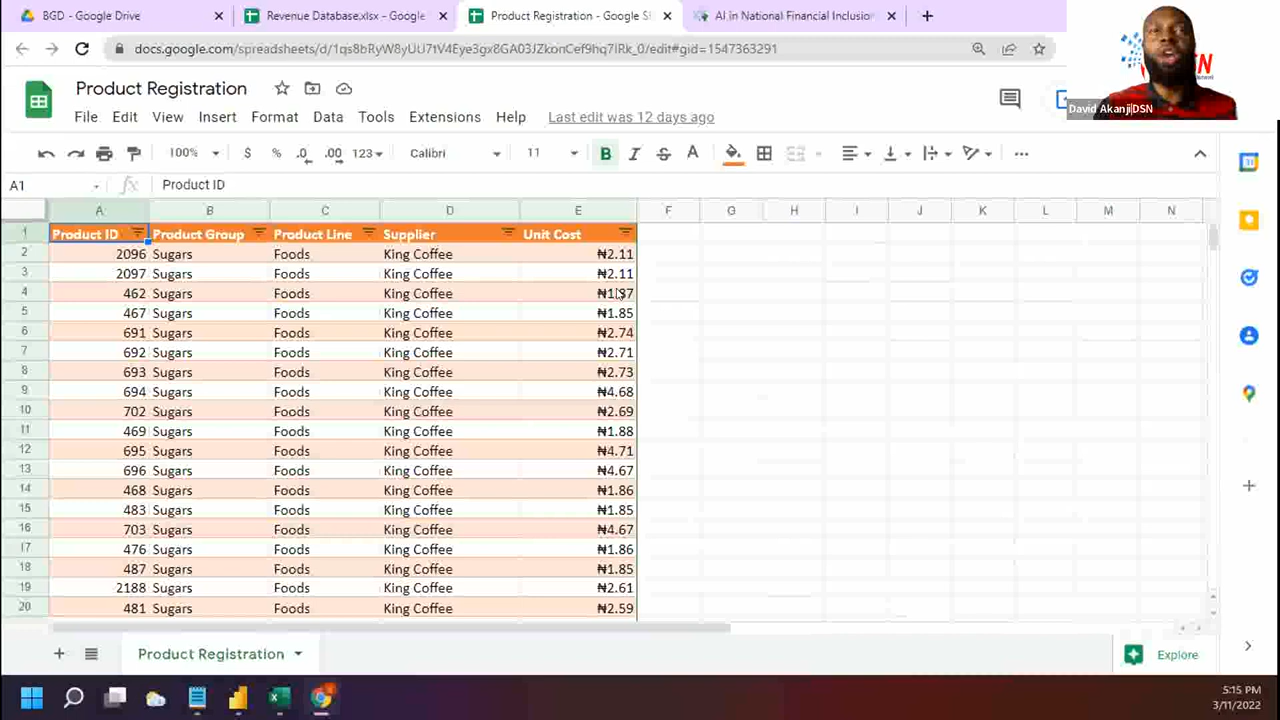 BGD - Google Drive
Revenue Database.xlsx - Google
Product Registration - Google S
AI in National Financial Inclusion
docs.google.com/spreadsheets/d/
Product Registration
File Edit View Insert Format Data Tools Extensions Help Last edit was 12 days ago
David Akanji|DSN
100% $ % .0 .00 123 Calibri 11 B I S A
A1 fx Product ID
A B C D E F G H I J K L M N
1 Product ID Product Group Product Line Supplier Unit Cost
2 2096 Sugars Foods King Coffee ₦2.11
3 2097 Sugars Foods King Coffee ₦2.11
4 462 Sugars Foods King Coffee
5 467 Sugars Foods King Coffee ₦1.85
6 691 Sugars Foods King Coffee ₦2.74
7 692 Sugars Foods King Coffee ₦2.71
8 693 Sugars Foods King Coffee ₦2.73
9 694 Sugars Foods King Coffee ₦4.68
10 702 Sugars Foods King Coffee ₦2.69
11 469 Sugars Foods King Coffee ₦1.88
12 695 Sugars Foods King Coffee ₦4.71
13 696 Sugars Foods King Coffee ₦4.67
14 468 Sugars Foods King Coffee ₦1.86
15 483 Sugars Foods King Coffee ₦1.85
16 703 Sugars Foods King Coffee ₦4.67
17 476 Sugars Foods King Coffee ₦1.86
18 487 Sugars Foods King Coffee ₦1.85
19 2188 Sugars Foods King Coffee ₦2.61
20 481 Sugars Foods King Coffee ₦2.59
Product Registration
Explore
5:15 PM
3/11/2022